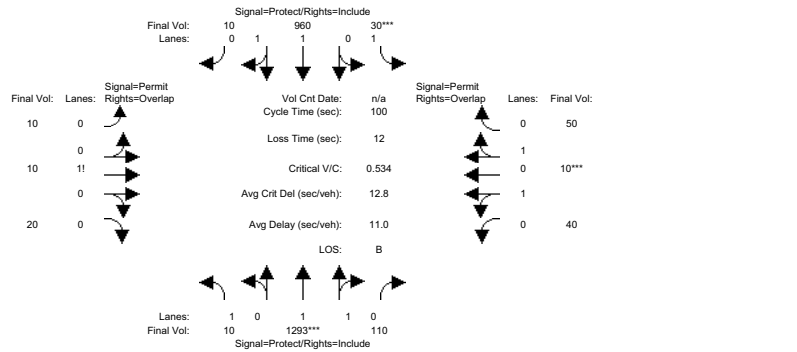 Signal=Protect/Rights=Include
Final Vol: 10 960 30***
Lanes: 0 1 1 0 1
Signal=Permit
Final Vol: Lanes: Rights=Overlap
Vol Cnt Date: n/a
Signal=Permit
Rights=Overlap Lanes: Final Vol:
Cycle Time (sec): 100
10 0
0 50
Loss Time (sec): 12
0
1
10 1!
Critical V/C: 0.534
0 10***
0
Avg Crit Del (sec/veh): 12.8
1
20 0
Avg Delay (sec/veh): 11.0
0 40
LOS: B
Lanes: 1 0 1 1 0
Final Vol: 10 1293*** 110
Signal=Protect/Rights=Include